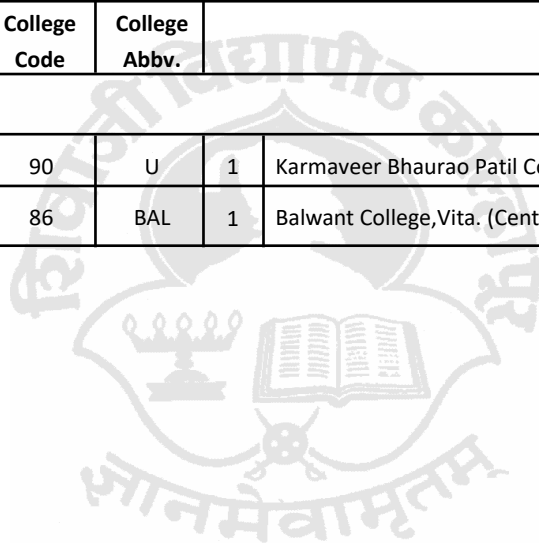 College Code College Abbv.
90 U 1 Karmaveer Bhaurao Patil C
86 BAL 1 Balwant College,Vita. (Cent
शिवाजी विद्यापीठ कोल्हापूर
ज्ञानमेवामृतम्